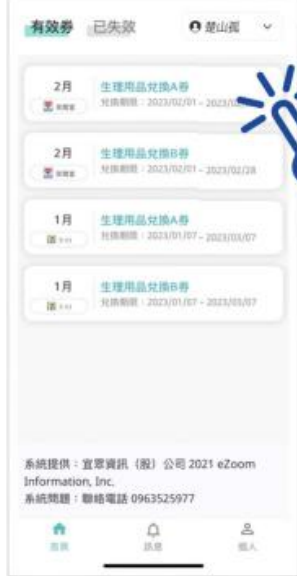 有效券 已失效 楚山孤
2月 生理用品兌換A券
兌換期限：2023/02/01 - 2023/
2月 生理用品兌換B券
兌換期限：2023/02/01 - 2023/02/28
1月 生理用品兌換A券
兌換期限：2023/01/07 - 2023/03/07
1月 生理用品兌換B券
兌換期限：2023/01/07 - 2023/03/07
系統提供：宜眾資訊（股）公司 2021 eZoom
Information, Inc.
系統問題：聯絡電話 0963525977
首頁 訊息 個人